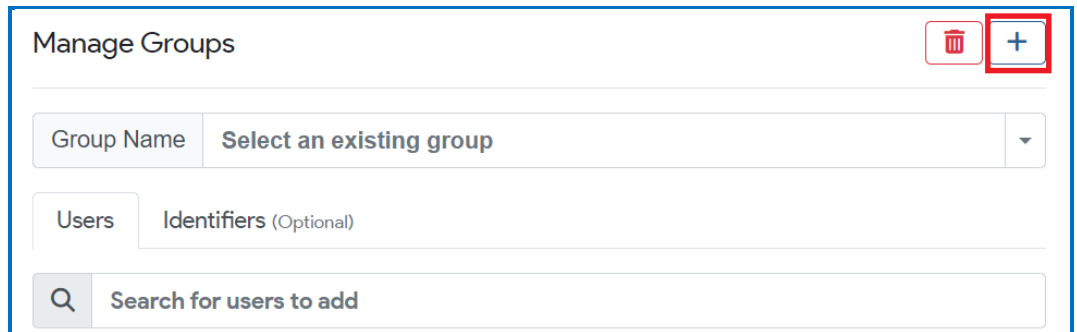 Manage Groups
Group Name Select an existing group
Users Identifiers (Optional)
Search for users to add